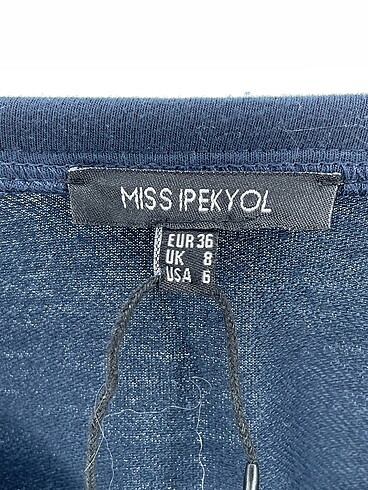 MISS IPEKYOL
EUR 36
UK 8
USA 6